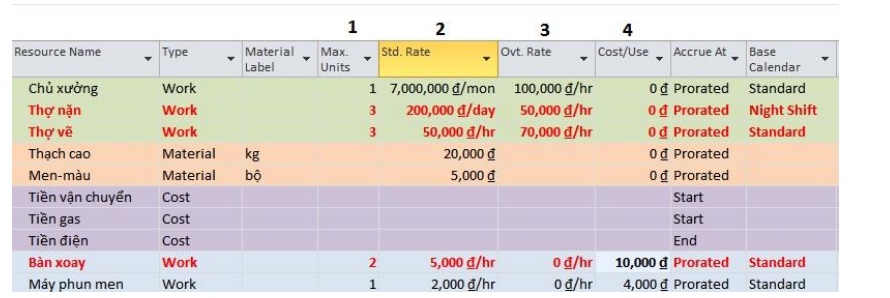 1 2 3 4
Resource Name Type Material Label Max. Units Std. Rate Ovt. Rate Cost/Use Accrue At Base Calendar
Chủ xưởng Work 1 7,000,000 ₫/mon 100,000 ₫/hr 0 ₫ Prorated Standard
Thợ nặn Work 3 200,000 ₫/day 50,000 ₫/hr 0 ₫ Prorated Night Shift
Thợ vẽ Work 3 50,000 ₫/hr 70,000 ₫/hr 0 ₫ Prorated Standard
Thạch cao Material kg 20,000 ₫ 0 ₫ Prorated
Men-màu Material bộ 5,000 ₫ 0 ₫ Prorated
Tiền vận chuyển Cost Start
Tiền gas Cost Start
Tiền điện Cost End
Bàn xoay Work 2 5,000 ₫/hr 0 ₫/hr 10,000 ₫ Prorated Standard
Máy phun men Work 1 2,000 ₫/hr 0 ₫/hr 4,000 ₫ Prorated Standard